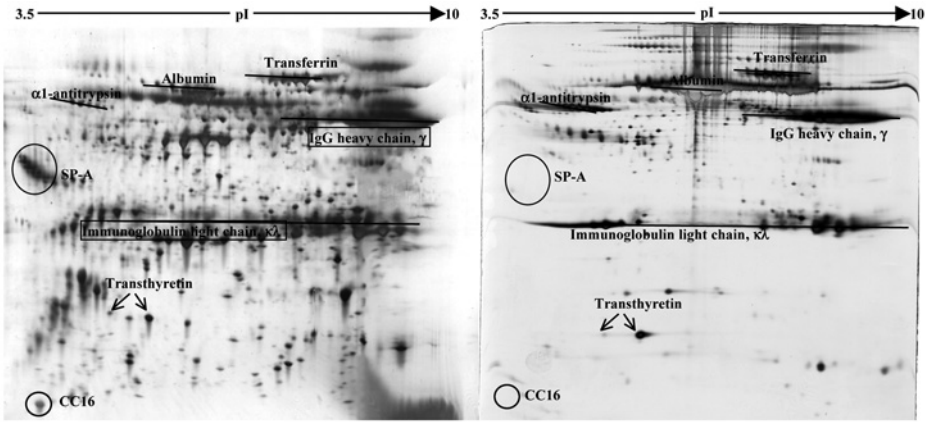 3.5 pI 10
Transferrin
Albumin
α1-antitrypsin
IgG heavy chain, γ
SP-A
Immunoglobulin light chain, κλ
Transthyretin
CC16
3.5 pI 10
Transferrin
Albumin
α1-antitrypsin
IgG heavy chain, γ
SP-A
Immunoglobulin light chain, κλ
Transthyretin
CC16